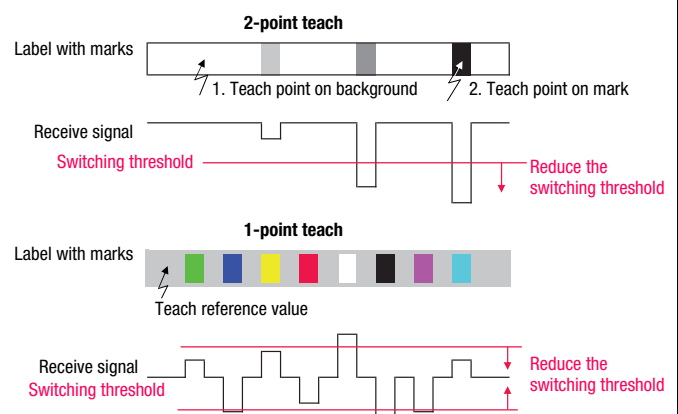 2-point teach
Label with marks
1. Teach point on background
2. Teach point on mark
Receive signal
Switching threshold
Reduce the
switching threshold
1-point teach
Label with marks
Teach reference value
Receive signal
Switching threshold
Reduce the
switching threshold